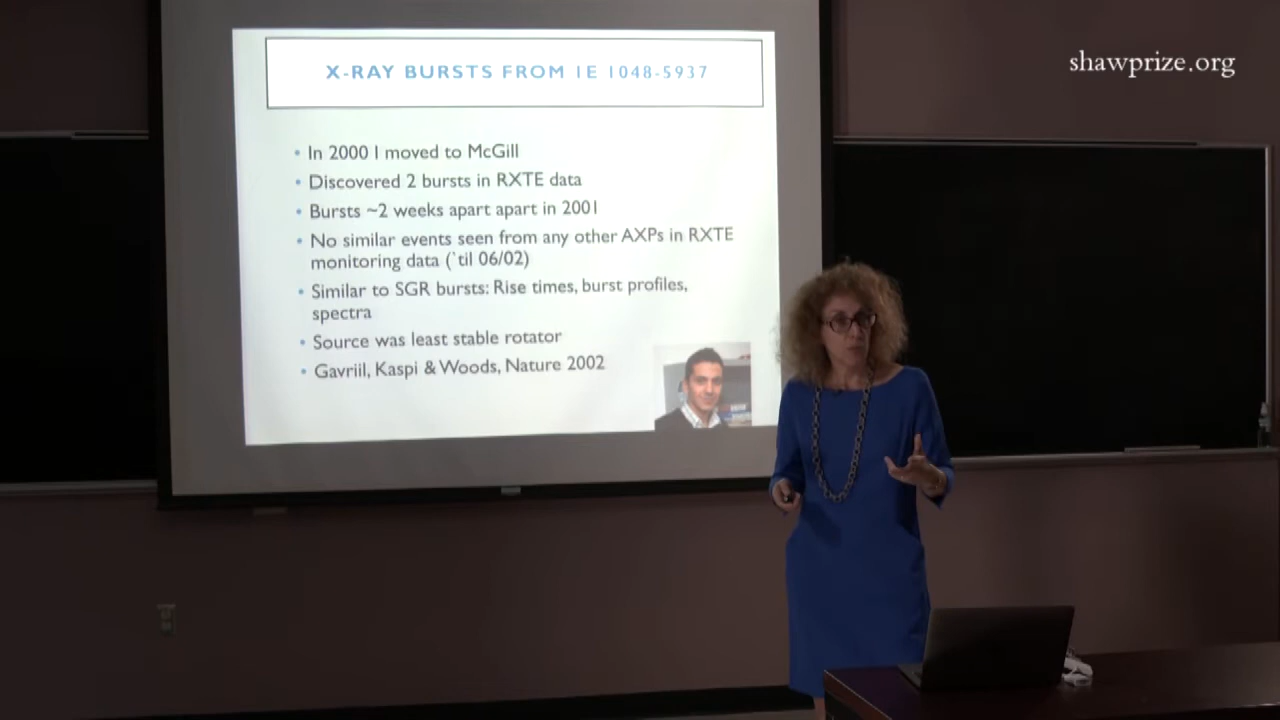 shawprize.org
X-RAY BURSTS FROM 1E 1048-5937
• In 2000 I moved to McGill
• Discovered 2 bursts in RXTE data
• Bursts ~2 weeks apart apart in 2001
• No similar events seen from any other AXPs in RXTE
monitoring data (`til 06/02)
• Similar to SGR bursts: Rise times, burst profiles,
spectra
• Source was least stable rotator
• Gavriil, Kaspi & Woods, Nature 2002